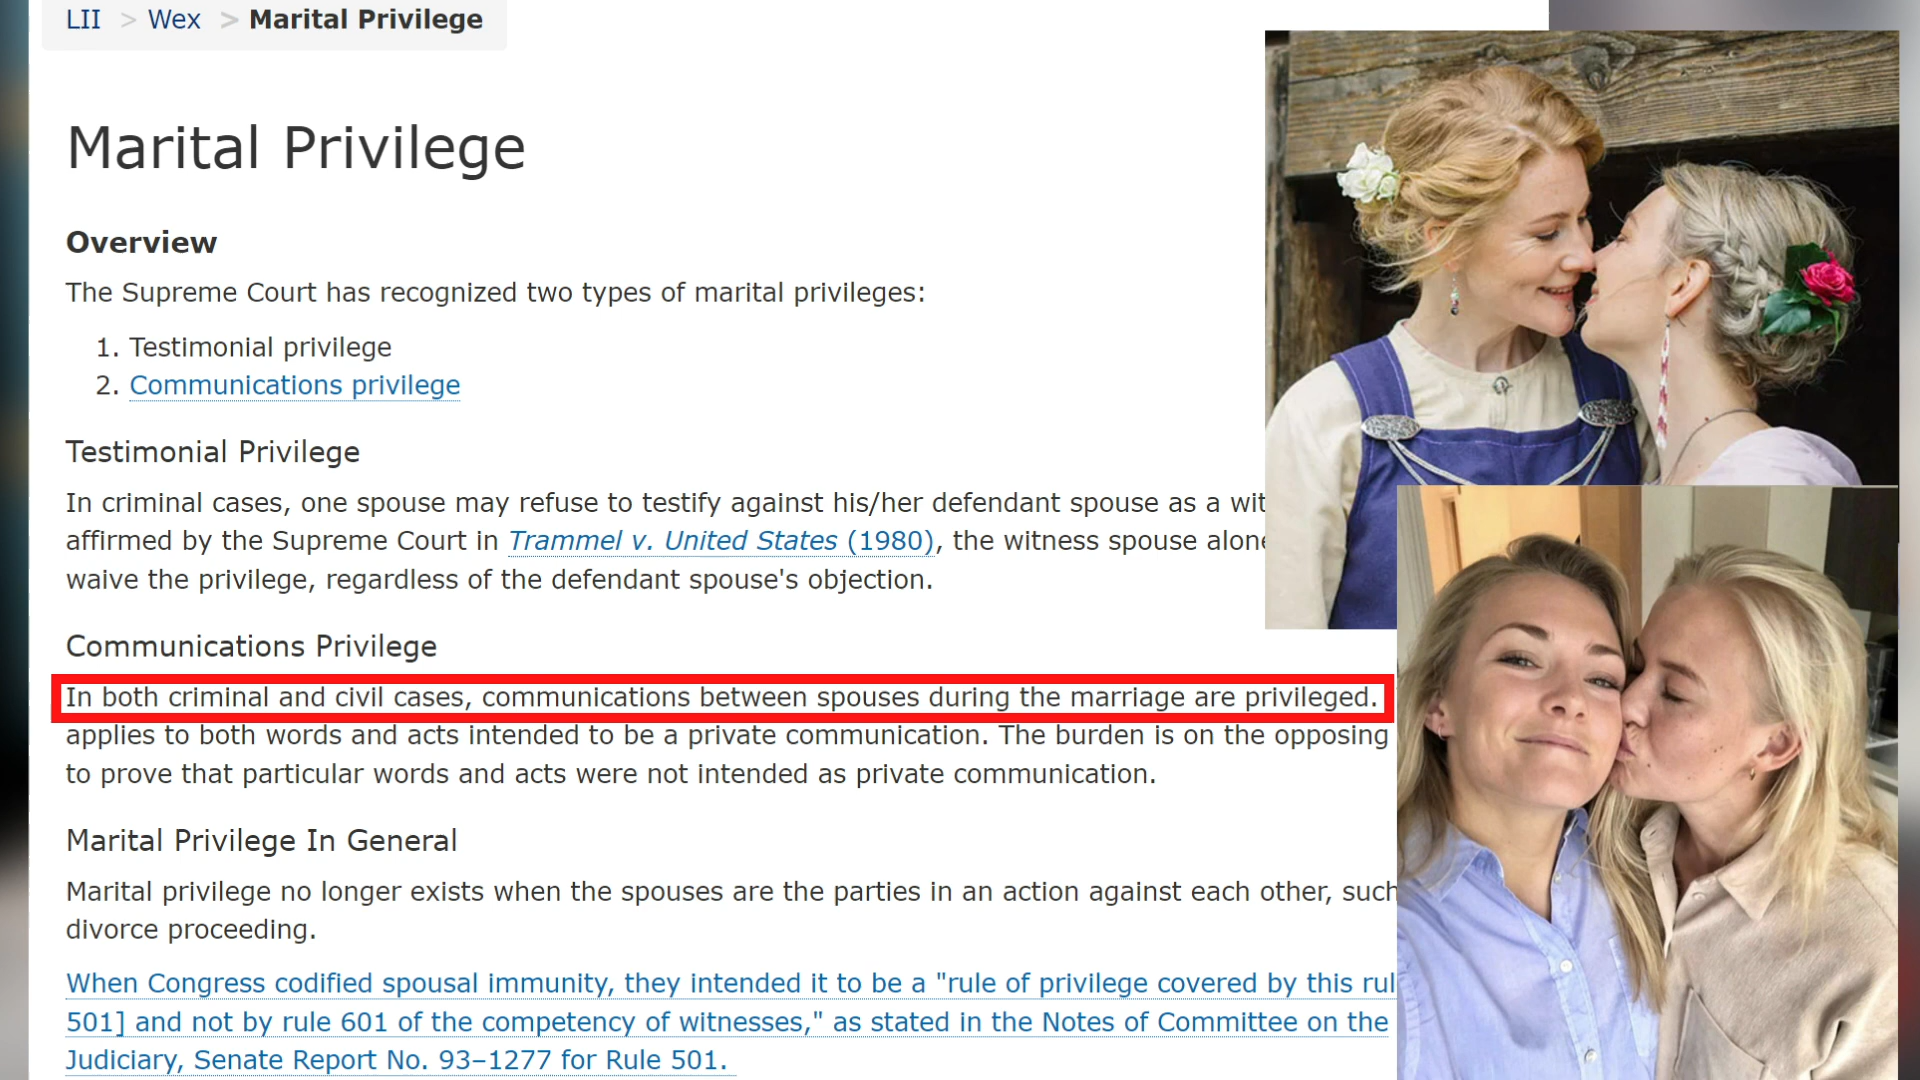 LII > Wex > Marital Privilege
Marital Privilege
Overview
The Supreme Court has recognized two types of marital privileges:
1. Testimonial privilege
2. Communications privilege
Testimonial Privilege
In criminal cases, one spouse may refuse to testify against his/her defendant spouse as a
affirmed by the Supreme Court in Trammel v. United States (1980), the witness spouse alone
waive the privilege, regardless of the defendant spouse's objection.
Communications Privilege
In both criminal and civil cases, communications between spouses during the marriage are privileged.
applies to both words and acts intended to be a private communication. The burden is on the opposing
to prove that particular words and acts were not intended as private communication.
Marital Privilege In General
Marital privilege no longer exists when the spouses are the parties in an action against each other, such
divorce proceeding.
When Congress codified spousal immunity, they intended it to be a "rule of privilege covered by this
501] and not by rule 601 of the competency of witnesses," as stated in the Notes of Committee on the
Judiciary, Senate Report No. 93–1277 for Rule 501.